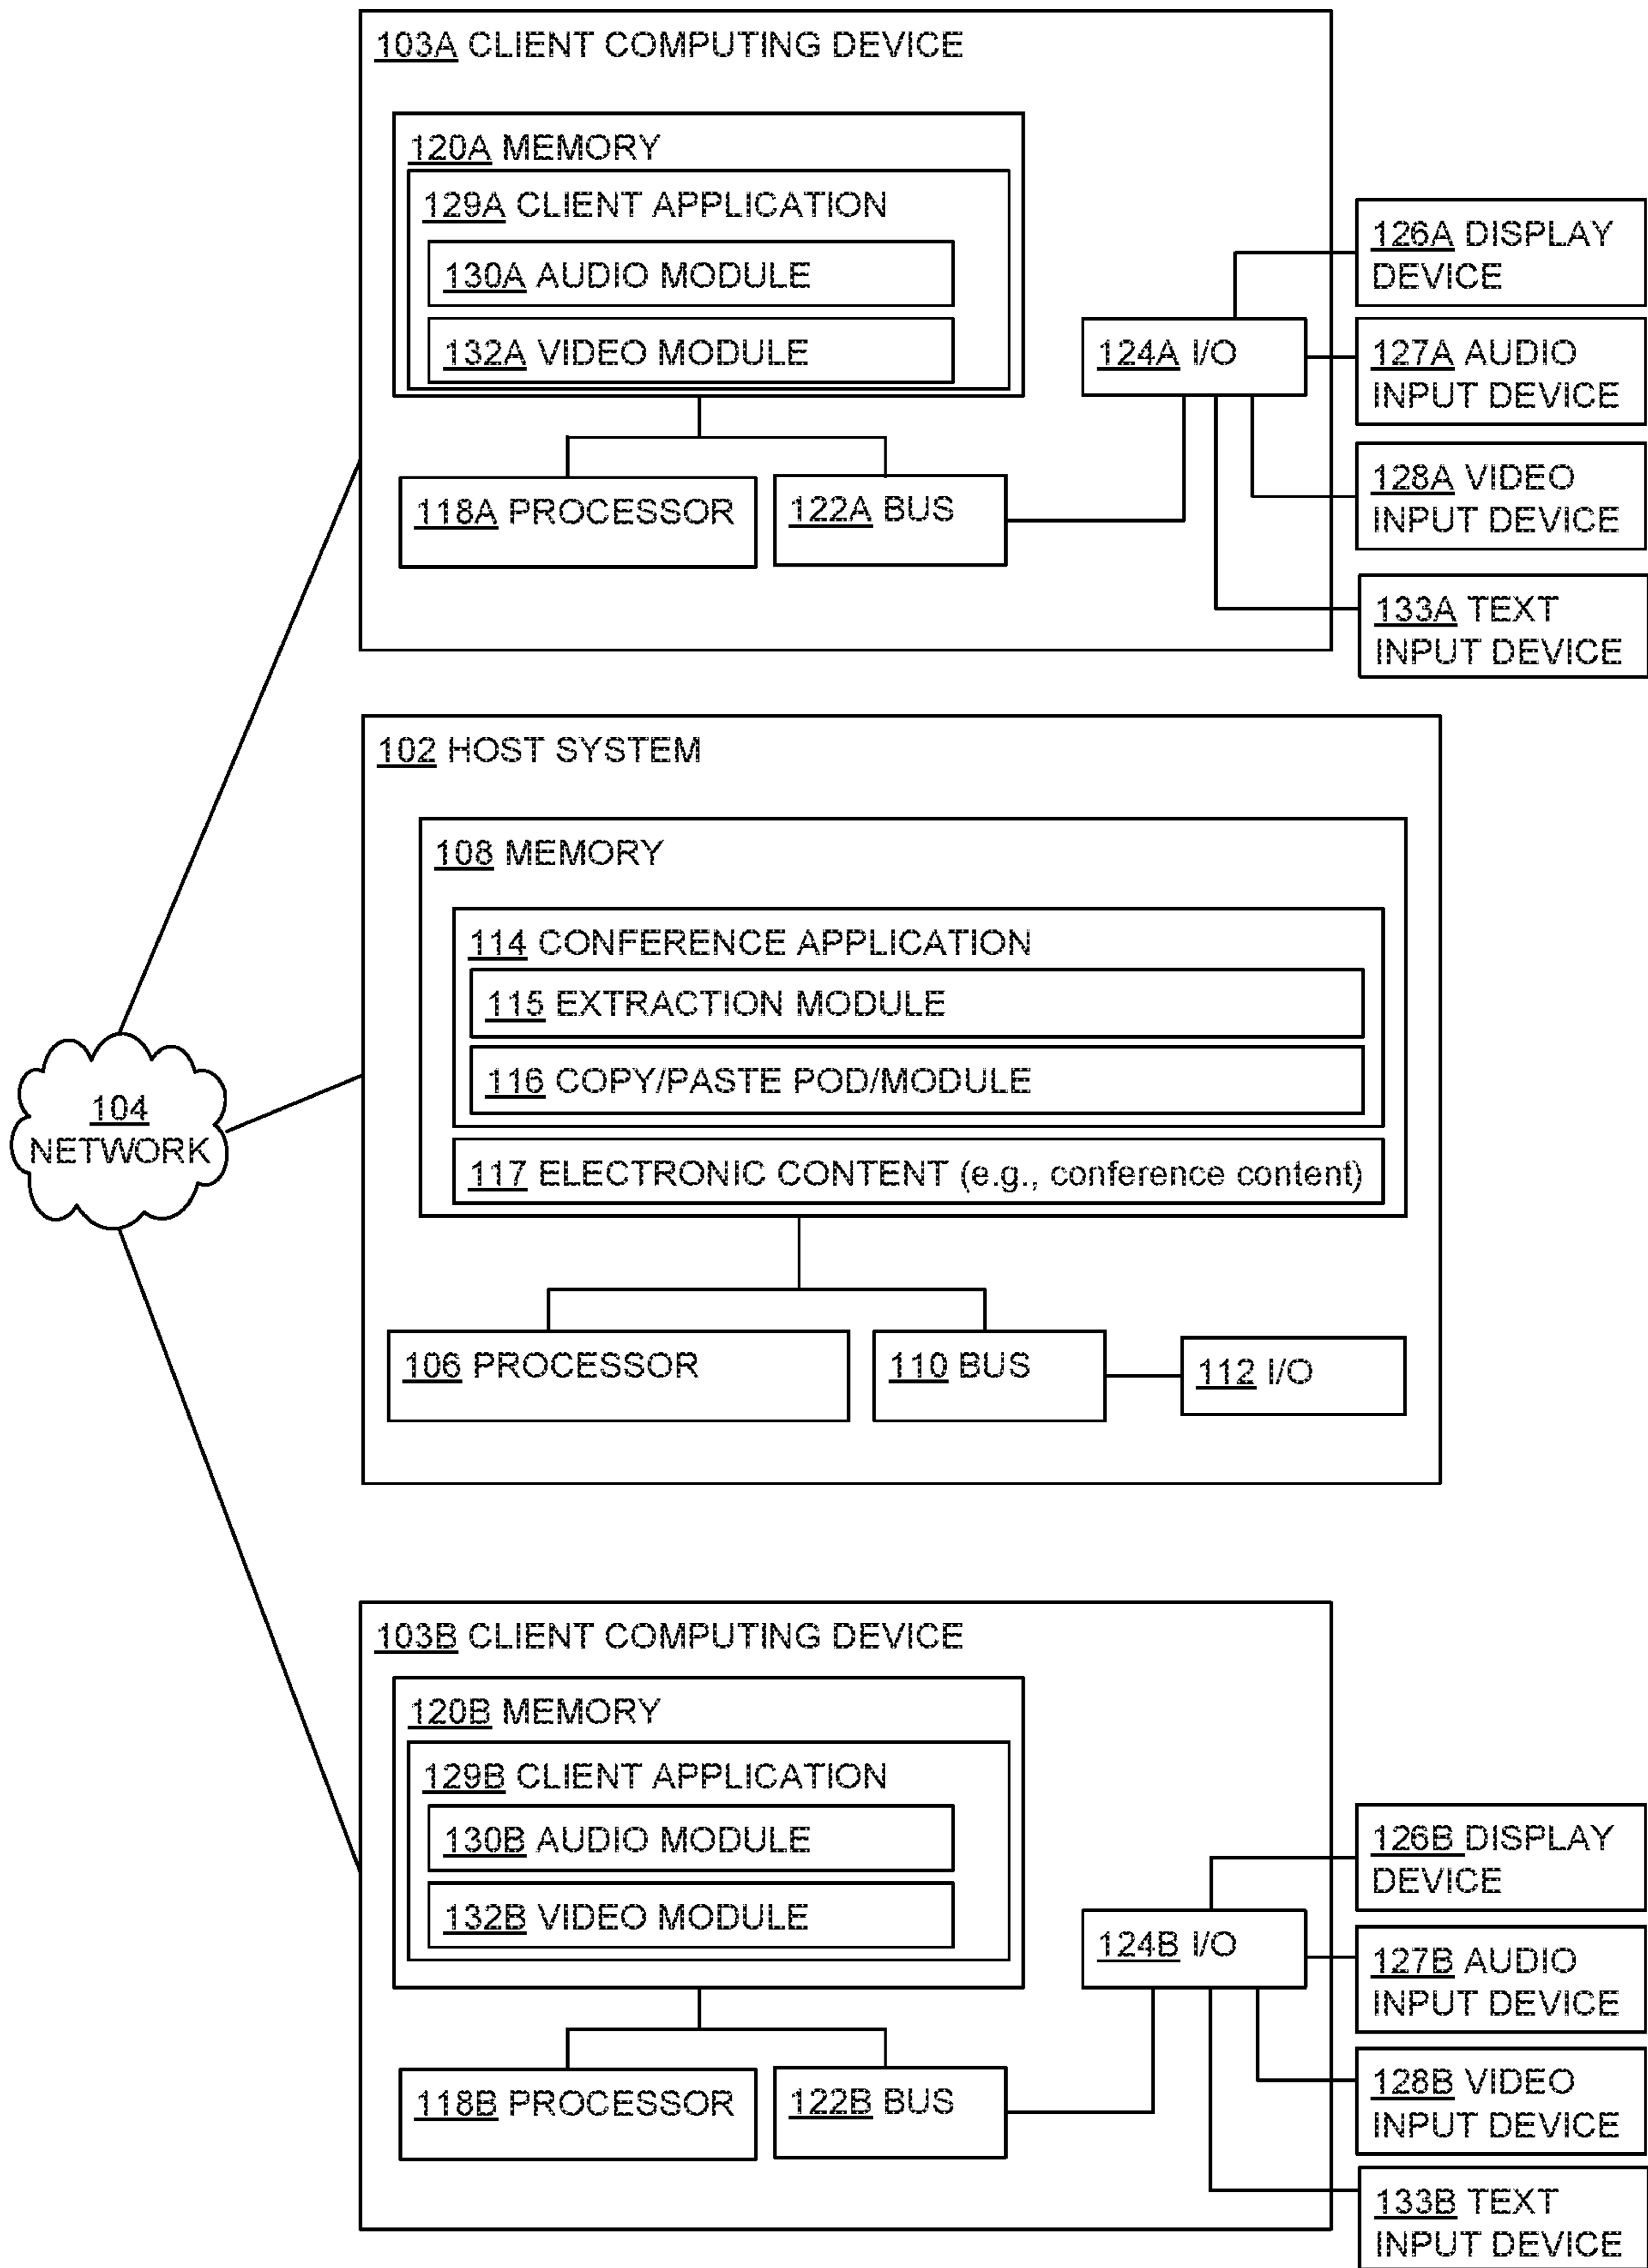 103A CLIENT COMPUTING DEVICE
120A MEMORY
129A CLIENT APPLICATION
130A AUDIO MODULE
132A VIDEO MODULE
118A PROCESSOR
122A BUS
124A I/O
126A DISPLAY
DEVICE
127A AUDIO
INPUT DEVICE
128A VIDEO
INPUT DEVICE
133A TEXT
INPUT DEVICE
104
NETWORK
102 HOST SYSTEM
108 MEMORY
114 CONFERENCE APPLICATION
115 EXTRACTION MODULE
116 COPY/PASTE POD/MODULE
117 ELECTRONIC CONTENT (e.g., conference content)
106 PROCESSOR
110 BUS
112 I/O
103B CLIENT COMPUTING DEVICE
120B MEMORY
129B CLIENT APPLICATION
130B AUDIO MODULE
132B VIDEO MODULE
118B PROCESSOR
122B BUS
124B I/O
126B DISPLAY
DEVICE
127B AUDIO
INPUT DEVICE
128B VIDEO
INPUT DEVICE
133B TEXT
INPUT DEVICE